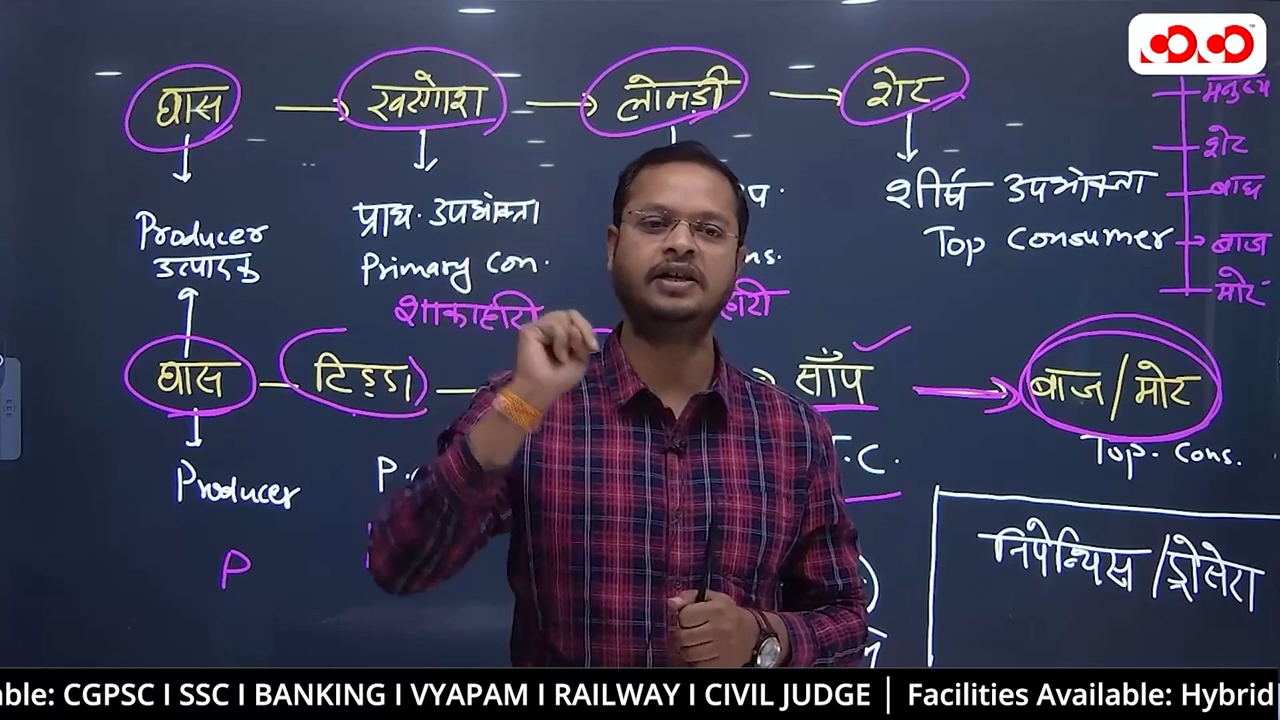 घास → खरगोश → लोमड़ी → शेर
मनुष्य
शेर
बाघ
बाज
मोर
Producer
उत्पादक
प्राथ. उपभोक्ता
Primary Con.
शाकाहारी
प.
ns.
हारी
शीर्ष उपभोक्ता
Top Consumer
घास – टिड्डा – साँप → बाज / मोर
Producer
P
T.C.
Top. Cons.
निपेन्थिस / ड्रोसेरा
able: CGPSC I SSC I BANKING I VYAPAM I RAILWAY I CIVIL JUDGE | Facilities Available: Hybrid